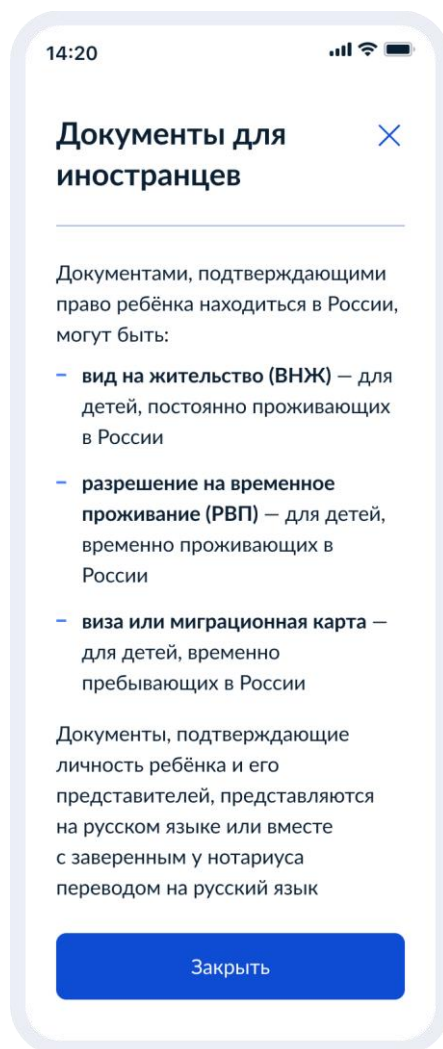 14:20
Документы для
иностранцев
Документами, подтверждающими
право ребёнка находиться в России,
могут быть:
– вид на жительство (ВНЖ) — для
детей, постоянно проживающих
в России
– разрешение на временное
проживание (РВП) — для детей,
временно проживающих в
России
– виза или миграционная карта —
для детей, временно
пребывающих в России
Документы, подтверждающие
личность ребёнка и его
представителей, представляются
на русском языке или вместе
с заверенным у нотариуса
переводом на русский язык
Закрыть